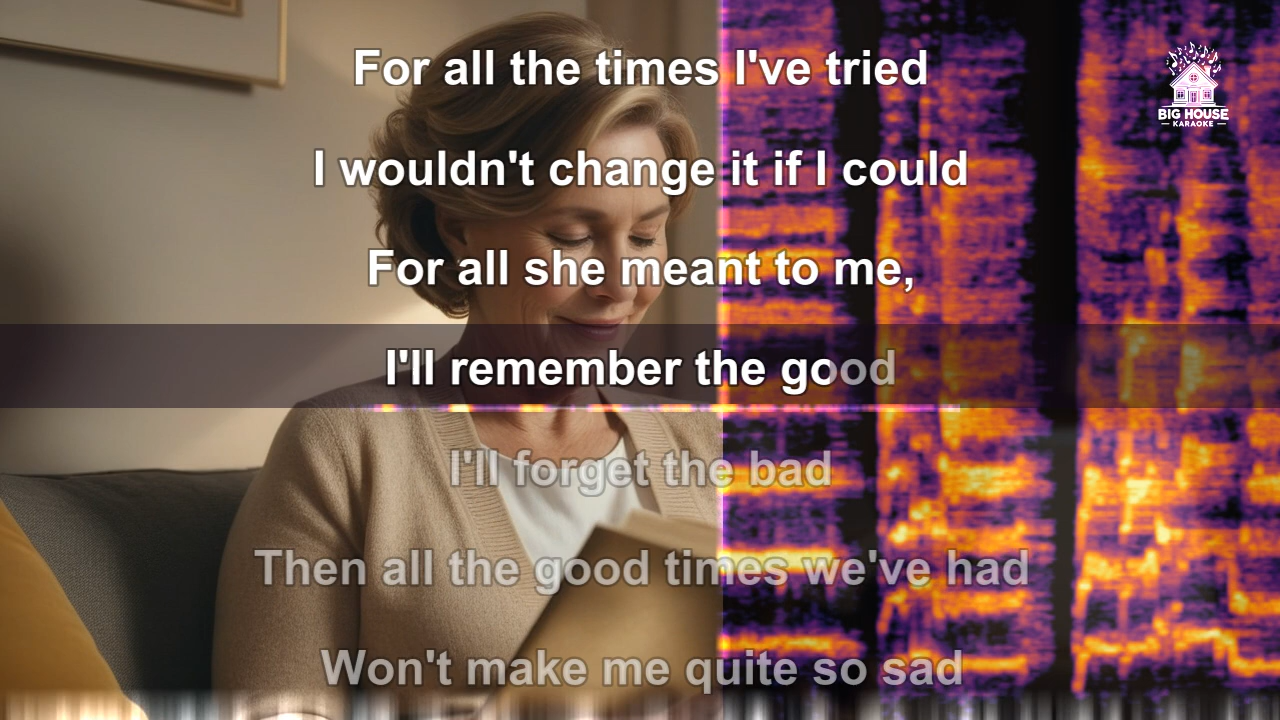 For all the times I've tried
I wouldn't change it if I could
For all she meant to me,
I'll remember the good
I'll forget the bad
Then all the good times we've had
Won't make me quite so sad
BIG HOUSE
KARAOKE